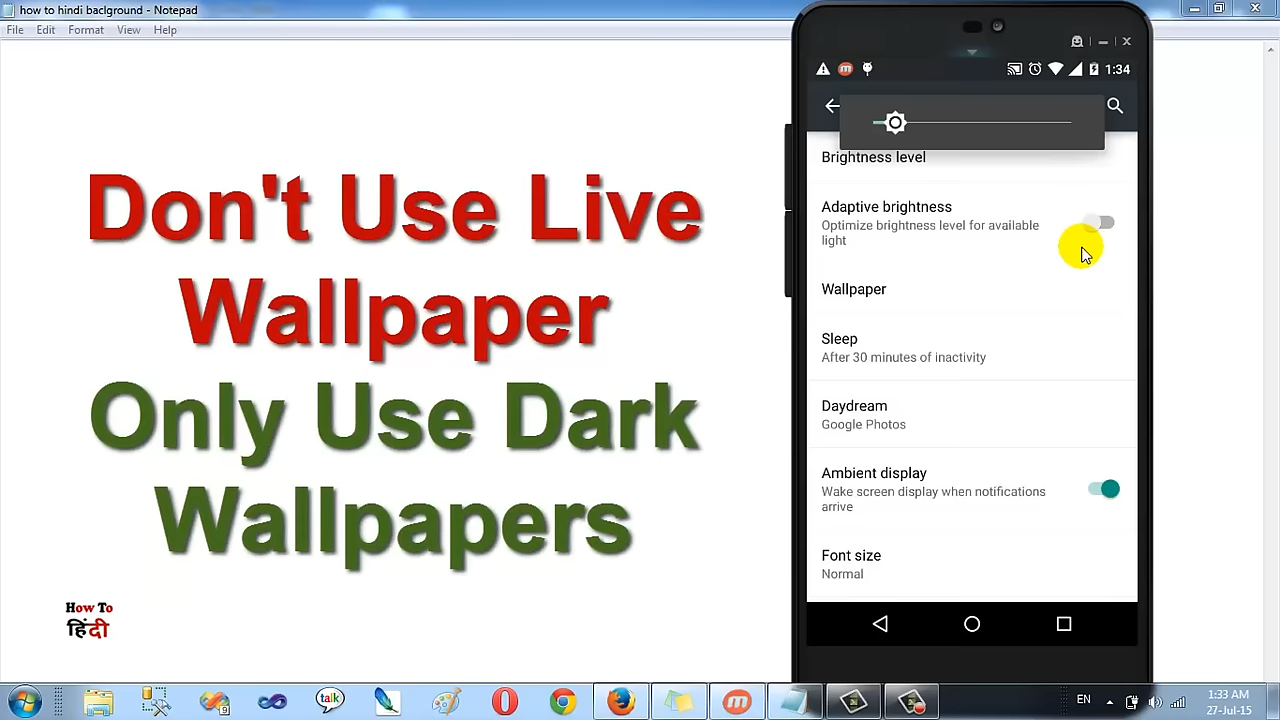 how to hindi baclground - Notepad
File Edit Format View Help
1:34
Brightness level
Adaptive brightness
Optimize brightness level for available
light
Wallpaper
Sleep
After 30 minutes of inactivity
Daydream
Google Photos
Ambient display
Wake screen display when notifications
arrive
Font size
Normal
Don't Use Live
Wallpaper
Only Use Dark
Wallpapers
How To
हिंदी
talk
EN
1:33 AM
27-Jul-15